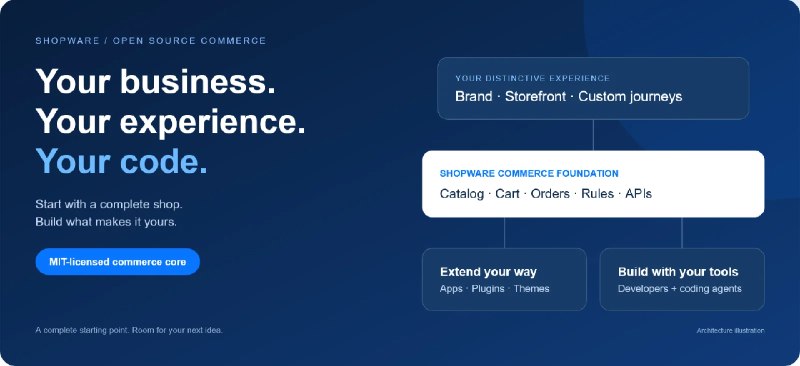 SHOPWARE / OPEN SOURCE COMMERCE
Your business.
Your experience.
Your code.
Start with a complete shop.
Build what makes it yours.
MIT-licensed commerce core
A complete starting point. Room for your next idea.
YOUR DISTINCTIVE EXPERIENCE
Brand · Storefront · Custom journeys
SHOPWARE COMMERCE FOUNDATION
Catalog · Cart · Orders · Rules · APIs
Extend your way
Apps · Plugins · Themes
Build with your tools
Developers + coding agents
Architecture illustration